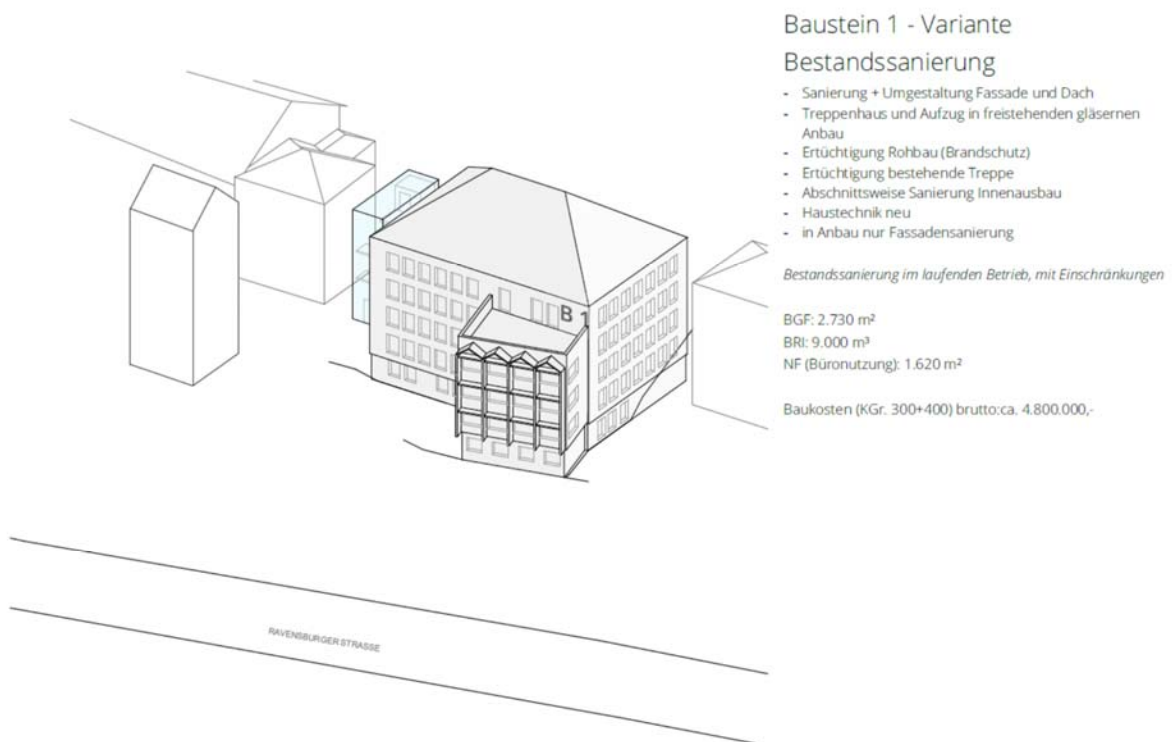 Baustein 1 - Variante
Bestandssanierung
- Sanierung + Umgestaltung Fassade und Dach
- Treppenhaus und Aufzug in freistehenden gläsernen
Anbau
- Ertüchtigung Rohbau (Brandschutz)
- Ertüchtigung bestehende Treppe
- Abschnittsweise Sanierung Innenausbau
- Haustechnik neu
- in Anbau nur Fassadensanierung
Bestandssanierung im laufenden Betrieb, mit Einschränkungen
BGF: 2.730 m²
BRI: 9.000 m³
NF (Büronutzung): 1.620 m²
Baukosten (KGr. 300+400) brutto:ca. 4.800.000,-
B 1
RAVENSBURGER STRASSE